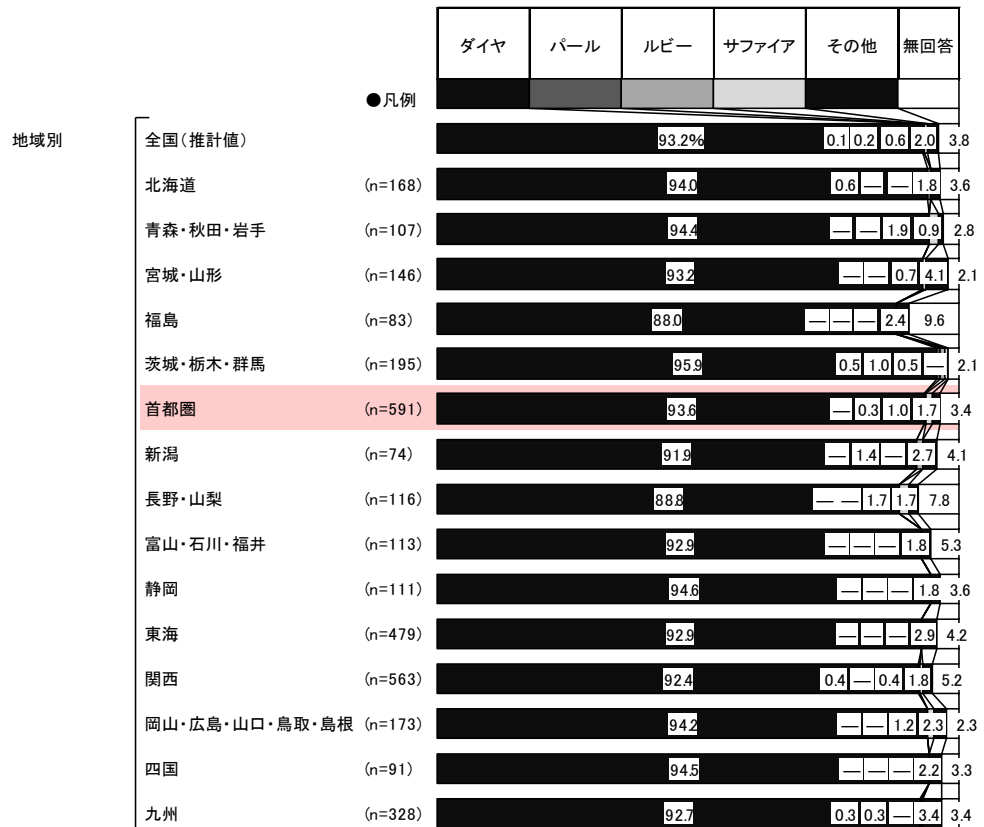 ダイヤ パール ルビー サファイア その他 無回答
●凡例
地域別
全国(推計値) 93.2% 0.1 0.2 0.6 2.0 3.8
北海道 (n=168) 94.0 0.6 — — 1.8 3.6
青森・秋田・岩手 (n=107) 94.4 — — 1.9 0.9 2.8
宮城・山形 (n=146) 93.2 — — 0.7 4.1 2.1
福島 (n=83) 88.0 — — — 2.4 9.6
茨城・栃木・群馬 (n=195) 95.9 0.5 1.0 0.5 — 2.1
首都圏 (n=591) 93.6 — 0.3 1.0 1.7 3.4
新潟 (n=74) 91.9 — 1.4 — 2.7 4.1
長野・山梨 (n=116) 88.8 — — 1.7 1.7 7.8
富山・石川・福井 (n=113) 92.9 — — — 1.8 5.3
静岡 (n=111) 94.6 — — — 1.8 3.6
東海 (n=479) 92.9 — — — 2.9 4.2
関西 (n=563) 92.4 0.4 — 0.4 1.8 5.2
岡山・広島・山口・鳥取・島根 (n=173) 94.2 — — 1.2 2.3 2.3
四国 (n=91) 94.5 — — — 2.2 3.3
九州 (n=328) 92.7 0.3 0.3 — 3.4 3.4